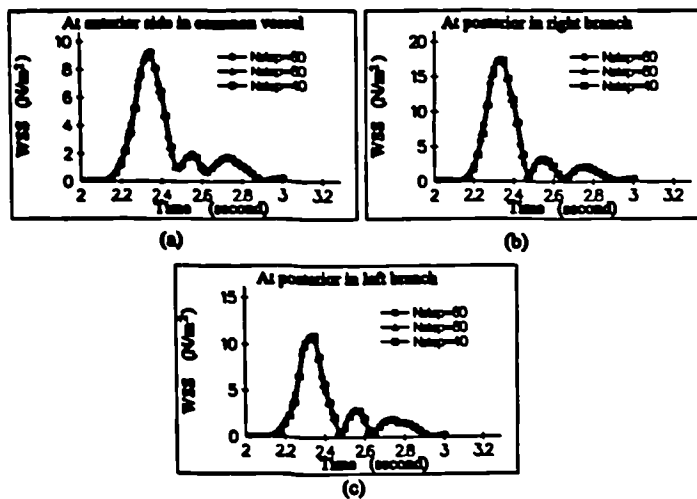 At anterior side in common vessel
WSS (N/m²)
10
8
6
4
2
0
Nstep=80
Nstep=60
Nstep=40
2 2.2 2.4 2.6 2.8 3 3.2
Time (second)
(a)
At posterior in right branch
WSS (N/m²)
20
15
10
5
0
Nstep=80
Nstep=60
Nstep=40
2 2.2 2.4 2.6 2.8 3 3.2
Time (second)
(b)
At posterior in left branch
WSS (N/m²)
15
10
5
0
Nstep=80
Nstep=60
Nstep=40
2 2.2 2.4 2.6 2.8 3 3.2
Time (second)
(c)